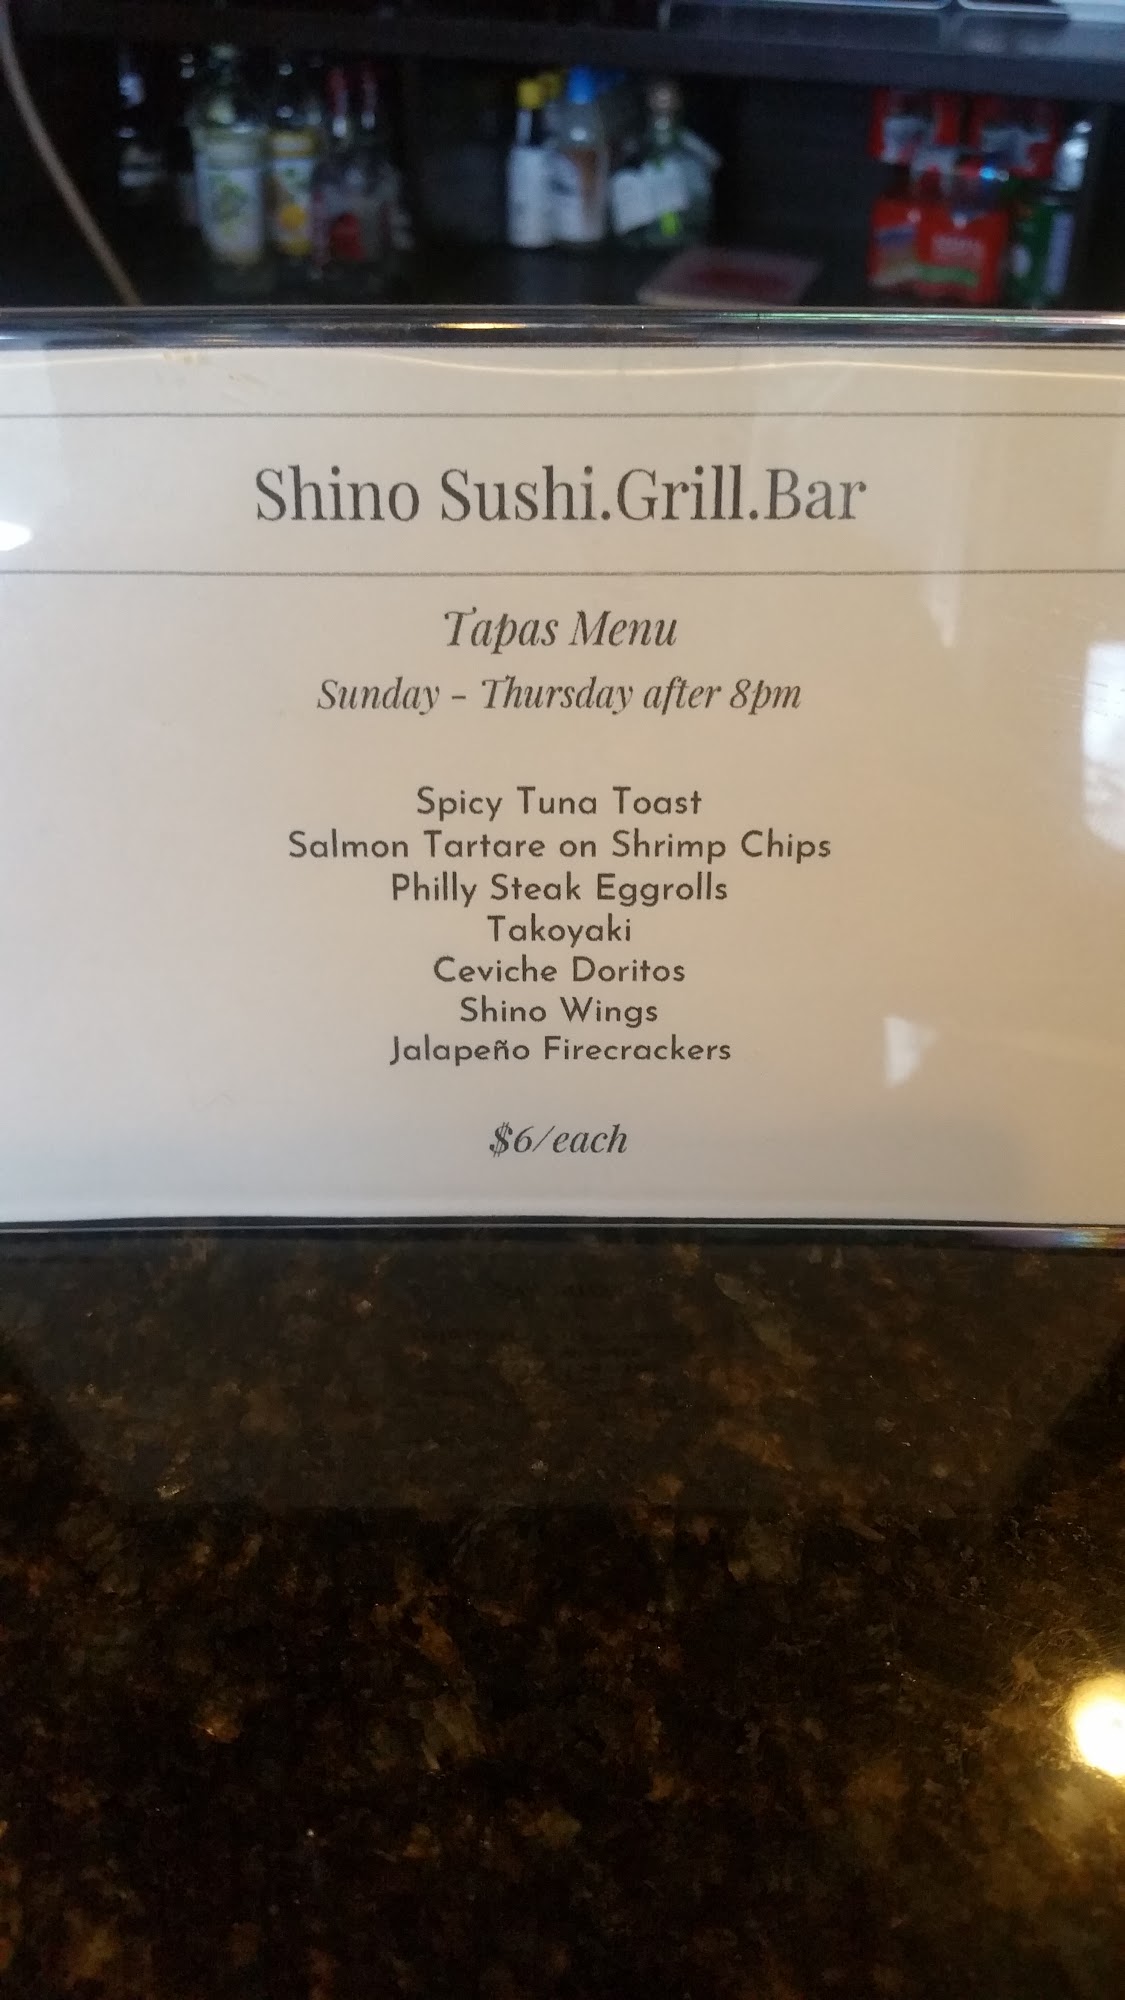 Shino Sushi.Grill.Bar
Tapas Menu
Sunday - Thursday after 8pm
Spicy Tuna Toast
Salmon Tartare on Shrimp Chips
Philly Steak Eggrolls
Takoyaki
Ceviche Doritos
Shino Wings
Jalapeño Firecrackers
$6/each